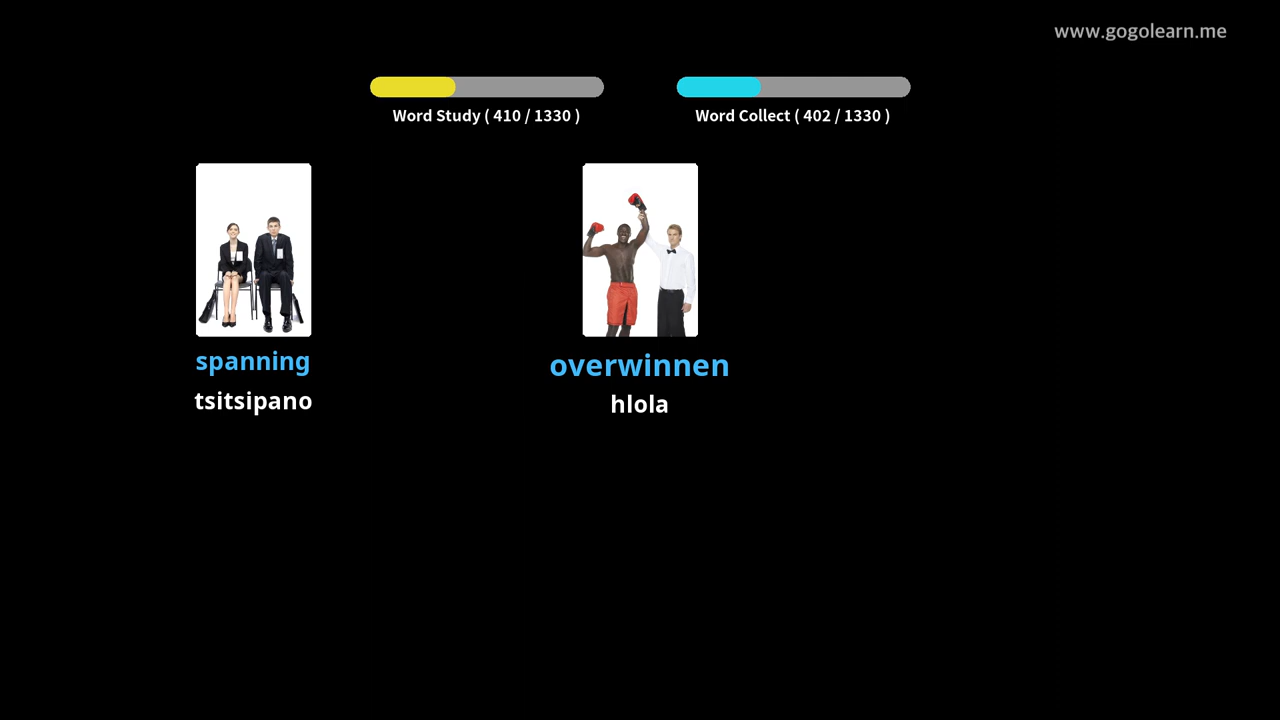 www.gogolearn.me
Word Study ( 410 / 1330 )
Word Collect ( 402 / 1330 )
spanning
tsitsipano
overwinnen
hlola